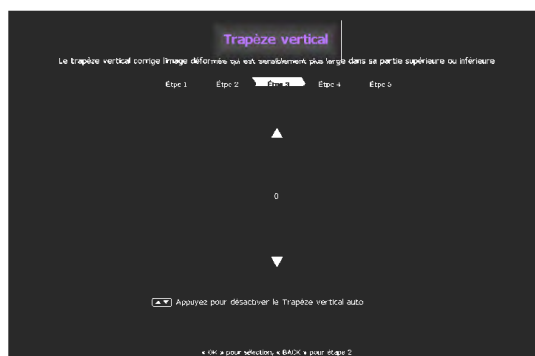 Trapèze vertical
Le trapèze vertical corrige l'image déformée qui est sensiblement plus large dans sa partie supérieure ou inférieure
Étpe 1 Étpe 2 Étpe 3 Étpe 4 Étpe 5
0
Appuyez pour désactiver le Trapèze vertical auto
« OK » pour sélection, « BACK » pour étape 2